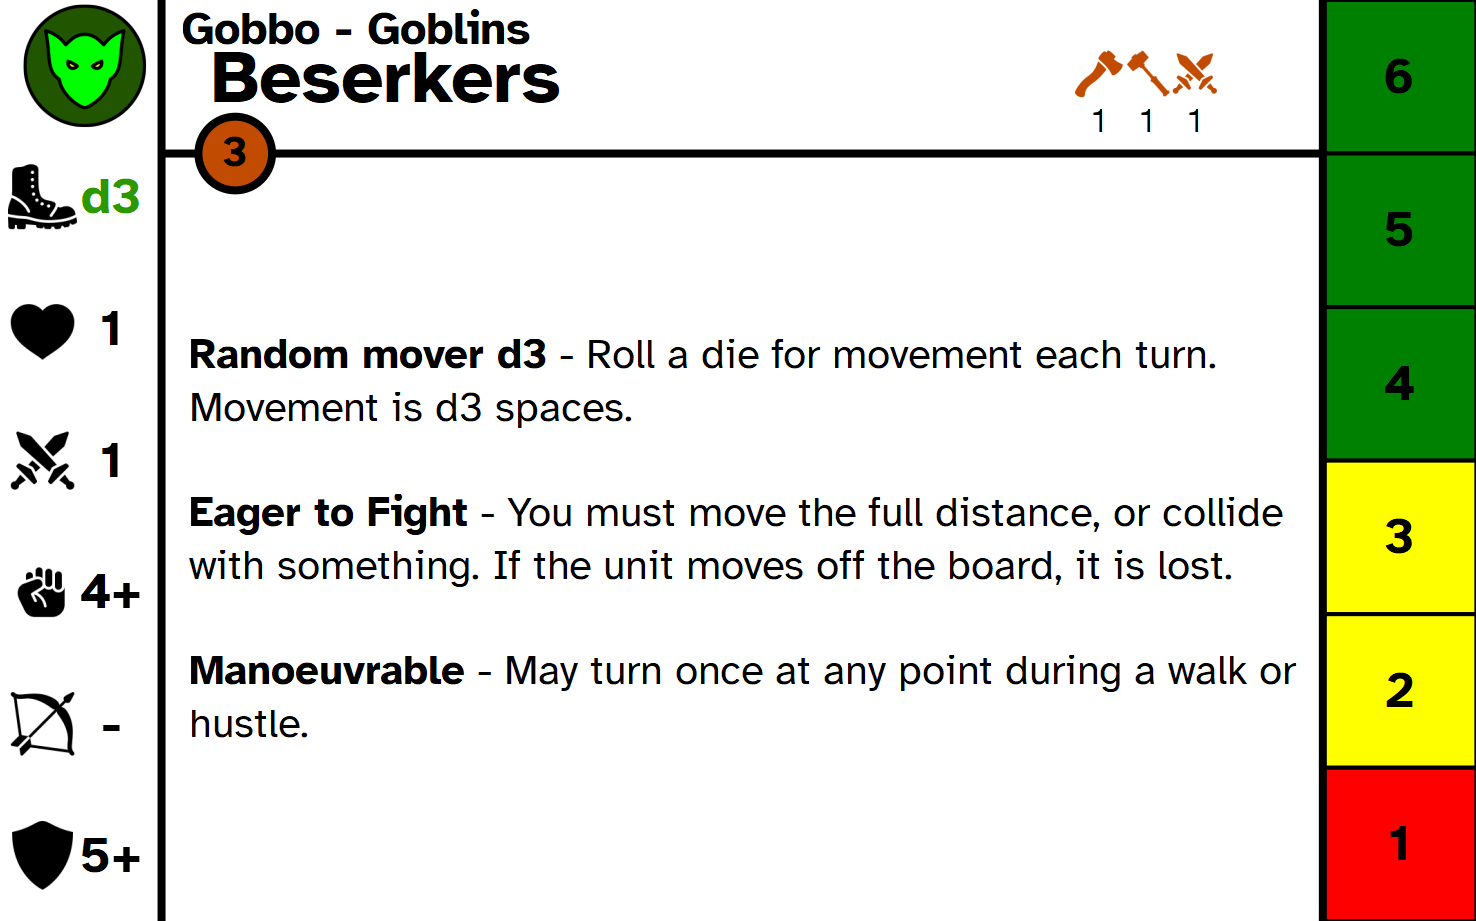 Gobbo - Goblins
Beserkers
1 1 1
3
d3
1
1
4+
-
5+
Random mover d3 - Roll a die for movement each turn.
Movement is d3 spaces.
Eager to Fight - You must move the full distance, or collide
with something. If the unit moves off the board, it is lost.
Manoeuvrable - May turn once at any point during a walk or
hustle.
6
5
4
3
2
1